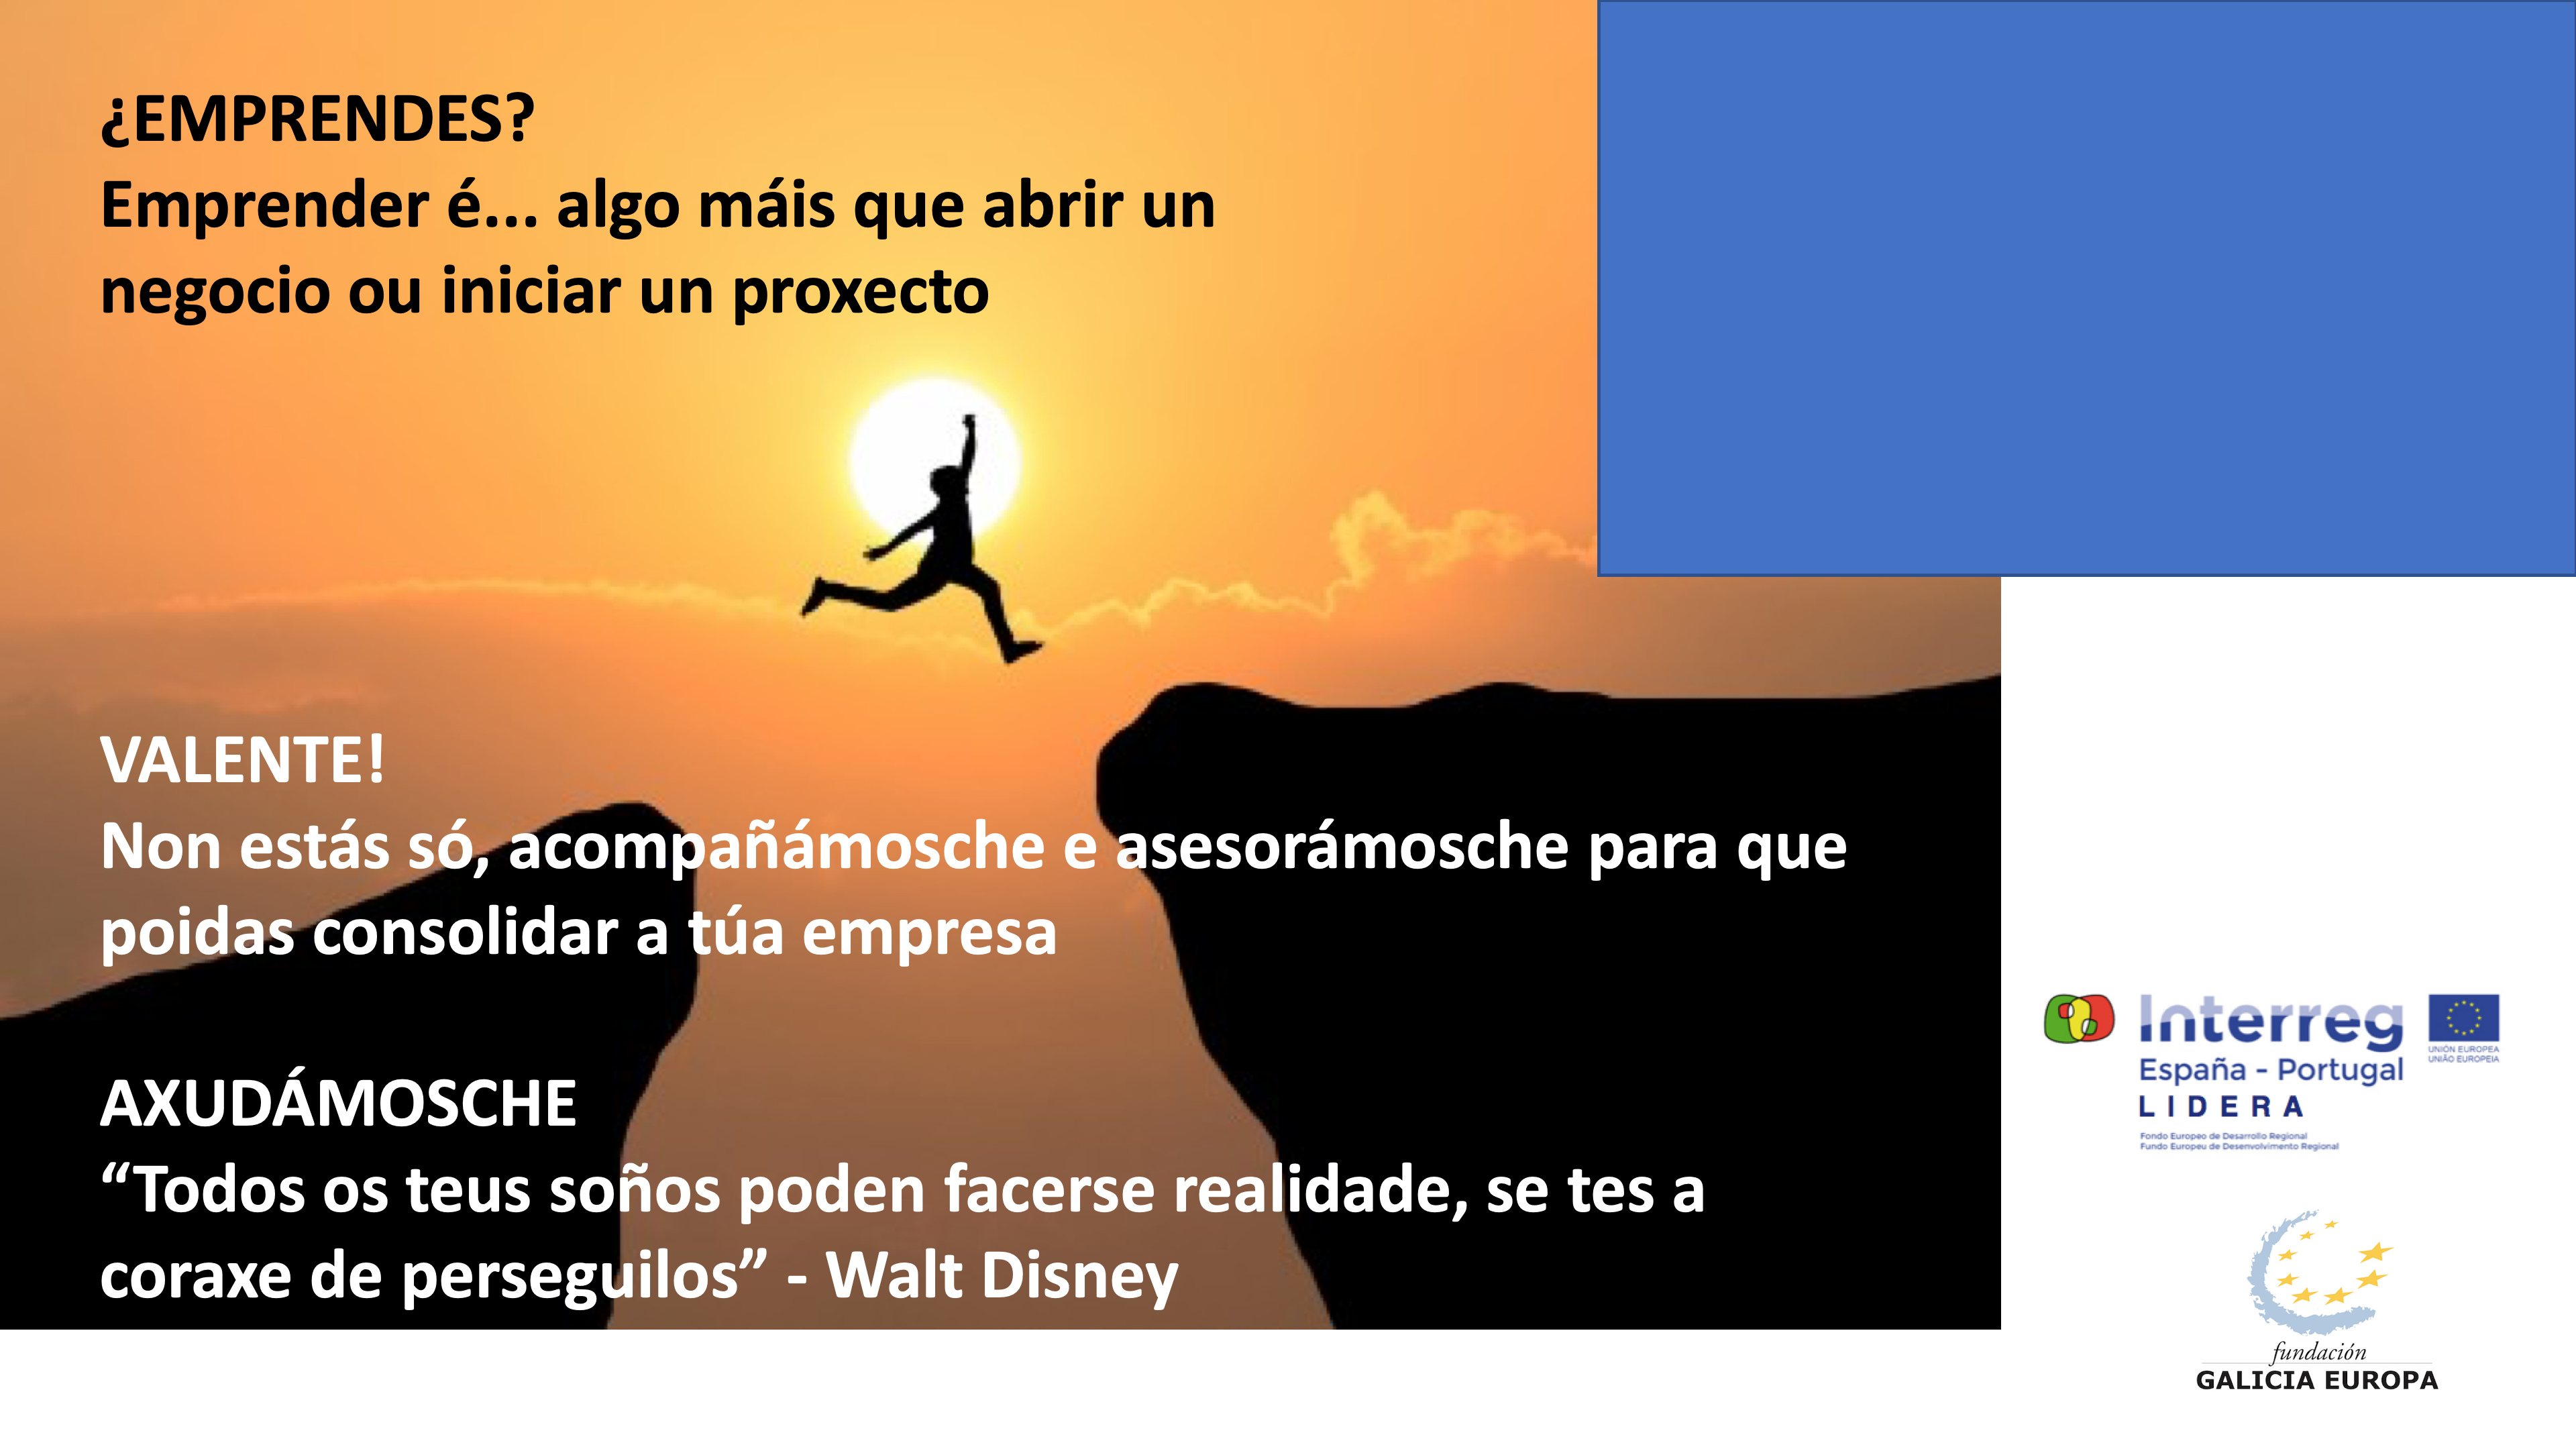 ¿EMPRENDES?
Emprender é... algo máis que abrir un
negocio ou iniciar un proxecto
VALENTE!
Non estás só, acompañámosche e asesorámosche para que
poidas consolidar a túa empresa
AXUDÁMOSCHE
“Todos os teus soños poden facerse realidade, se tes a
coraxe de perseguilos” - Walt Disney
Interreg
UNIÓN EUROPEA
UNIÃO EUROPEIA
España - Portugal
LIDERA
Fondo Europeo de Desarrollo Regional
Fundo Europeu de Desenvolvimento Regional
fundación
GALICIA EUROPA